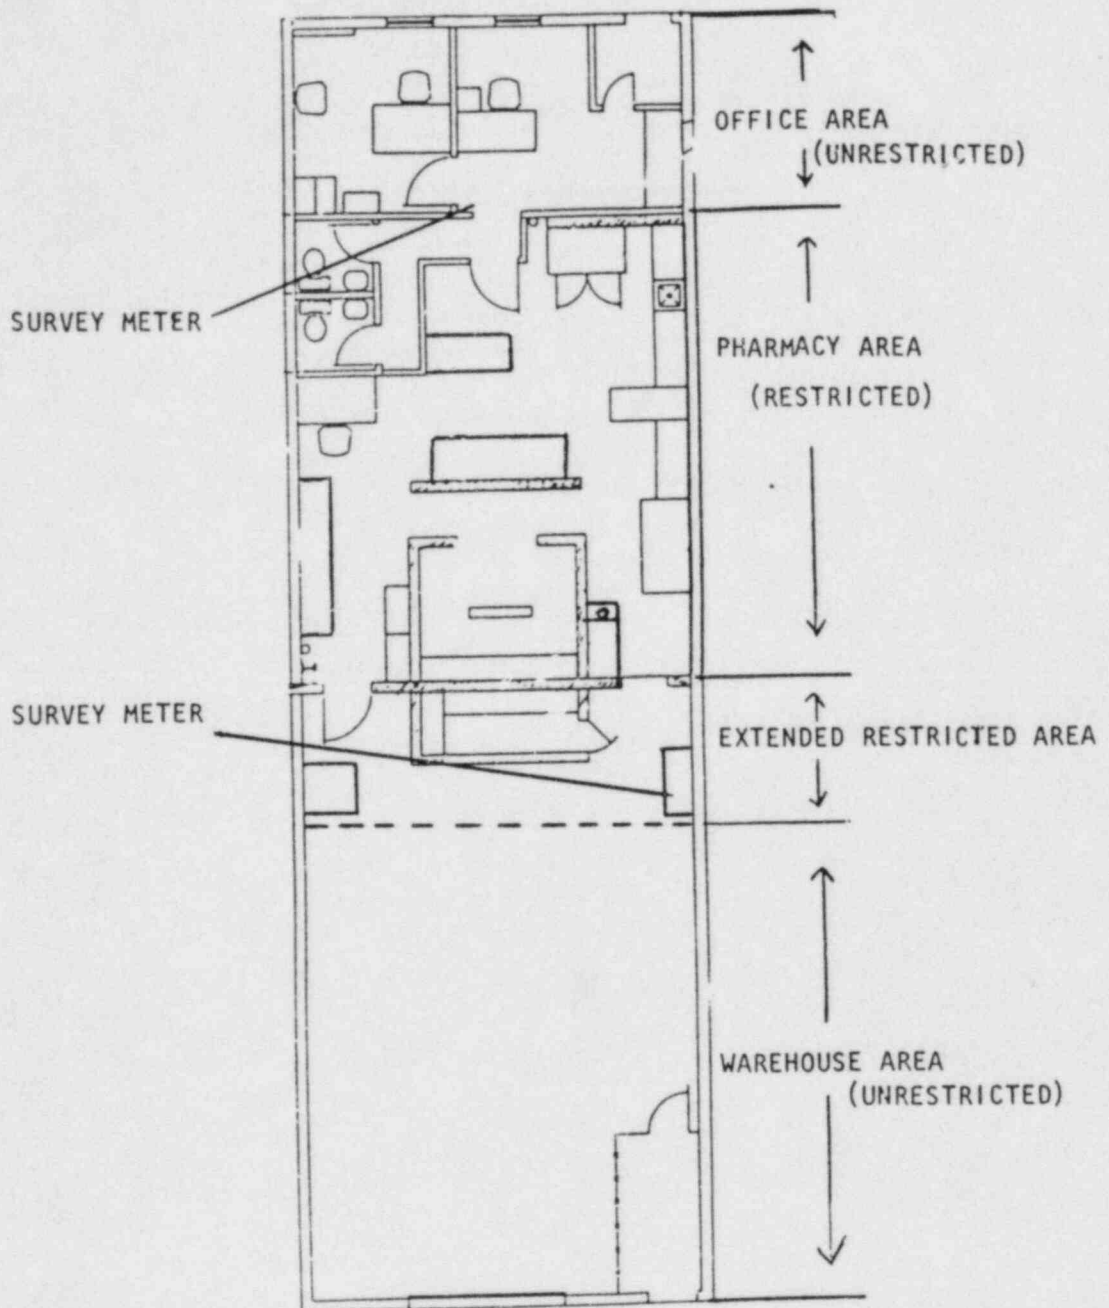 OFFICE AREA
(UNRESTRICTED)
SURVEY METER
PHARMACY AREA
(RESTRICTED)
SURVEY METER
EXTENDED RESTRICTED AREA
WAREHOUSE AREA
(UNRESTRICTED)